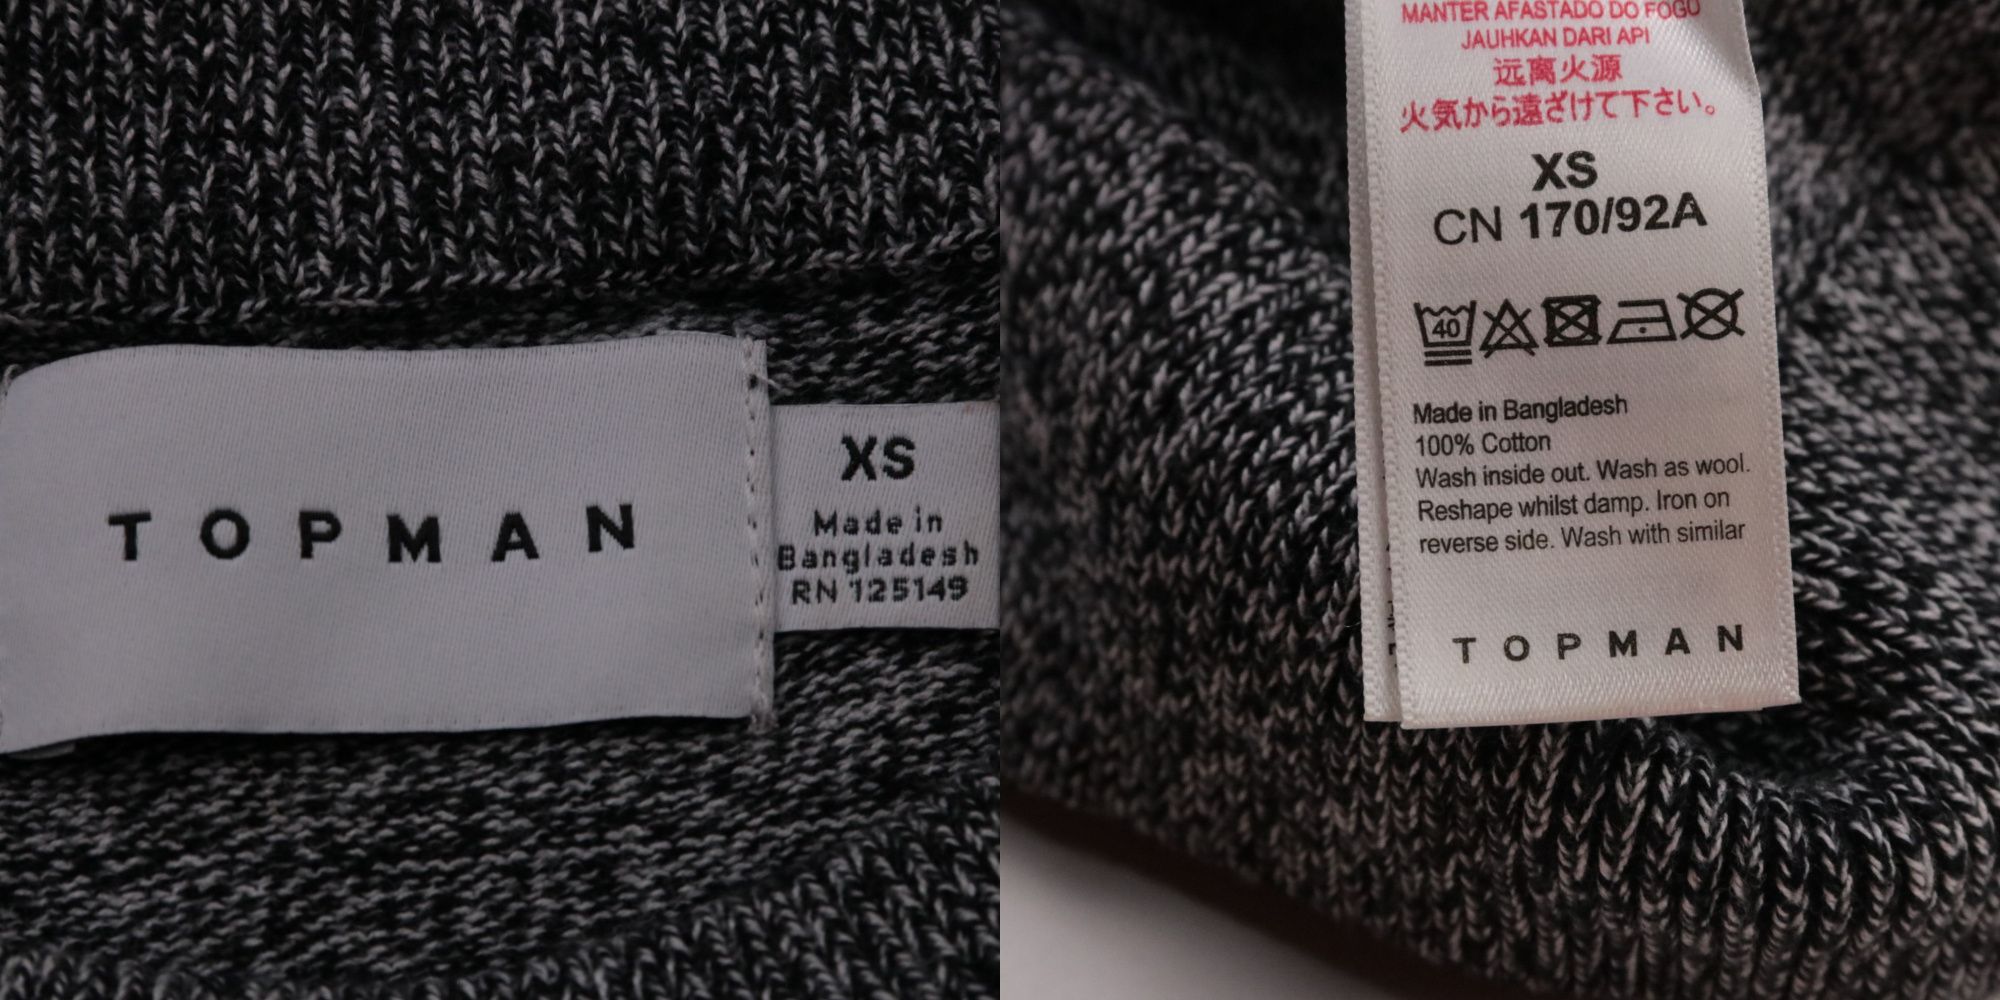 TOPMAN
XS
Made in
Bangladesh
RN 125149
MANTER AFASTADO DO FOGO
JAUHKAN DARI API
远离火源
火気から遠ざけて下さい。
XS
CN 170/92A
40
Made in Bangladesh
100% Cotton
Wash inside out. Wash as wool.
Reshape whilst damp. Iron on
reverse side. Wash with similar
TOPMAN